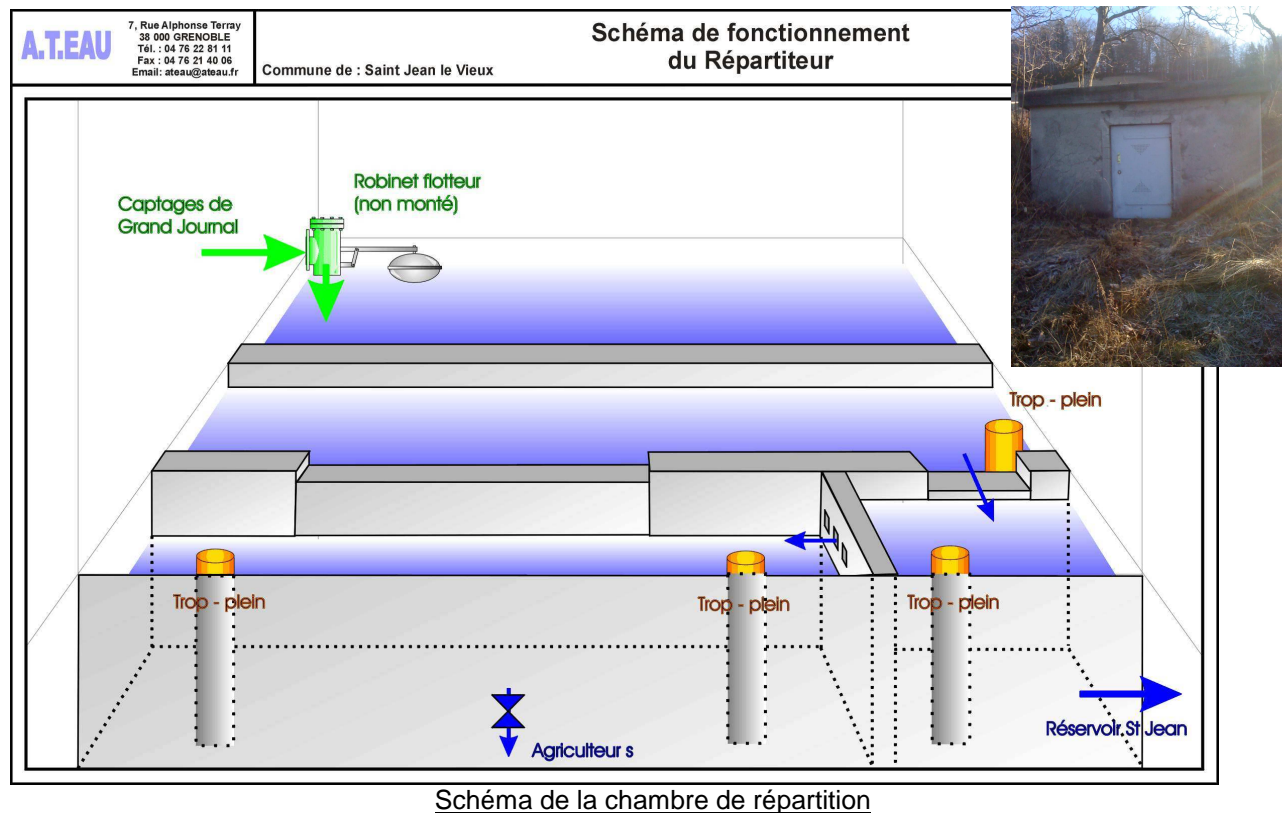 A.T.EAU
7, Rue Alphonse Terray
38 000 GRENOBLE
Tél. : 04 76 22 81 11
Fax : 04 76 21 40 06
Email: ateau@ateau.fr
Commune de : Saint Jean le Vieux
Schéma de fonctionnement
du Répartiteur
Captages de
Grand Journal
Robinet flotteur
(non monté)
Trop - plein
Trop - plein
Trop - plein
Trop - plein
Agriculteur s
Réservoir St Jean
Schéma de la chambre de répartition